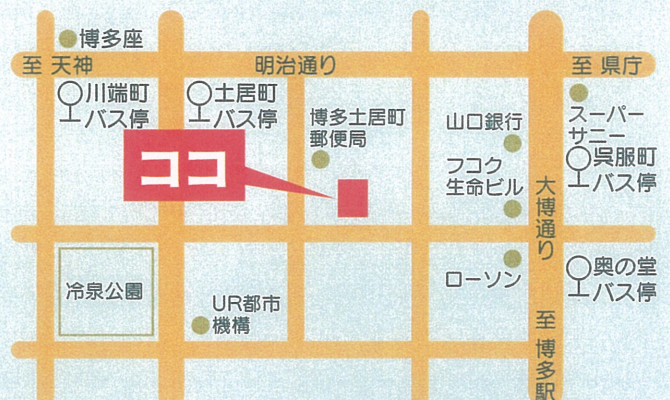 博多座
至 天神
明治通り
至 県庁
川端町
バス停
土居町
バス停
博多土居町
郵便局
山口銀行
スーパー
サニー
呉服町
バス停
フコク
生命ビル
ココ
大博通り
冷泉公園
UR都市
機構
ローソン
奥の堂
バス停
至 博多駅